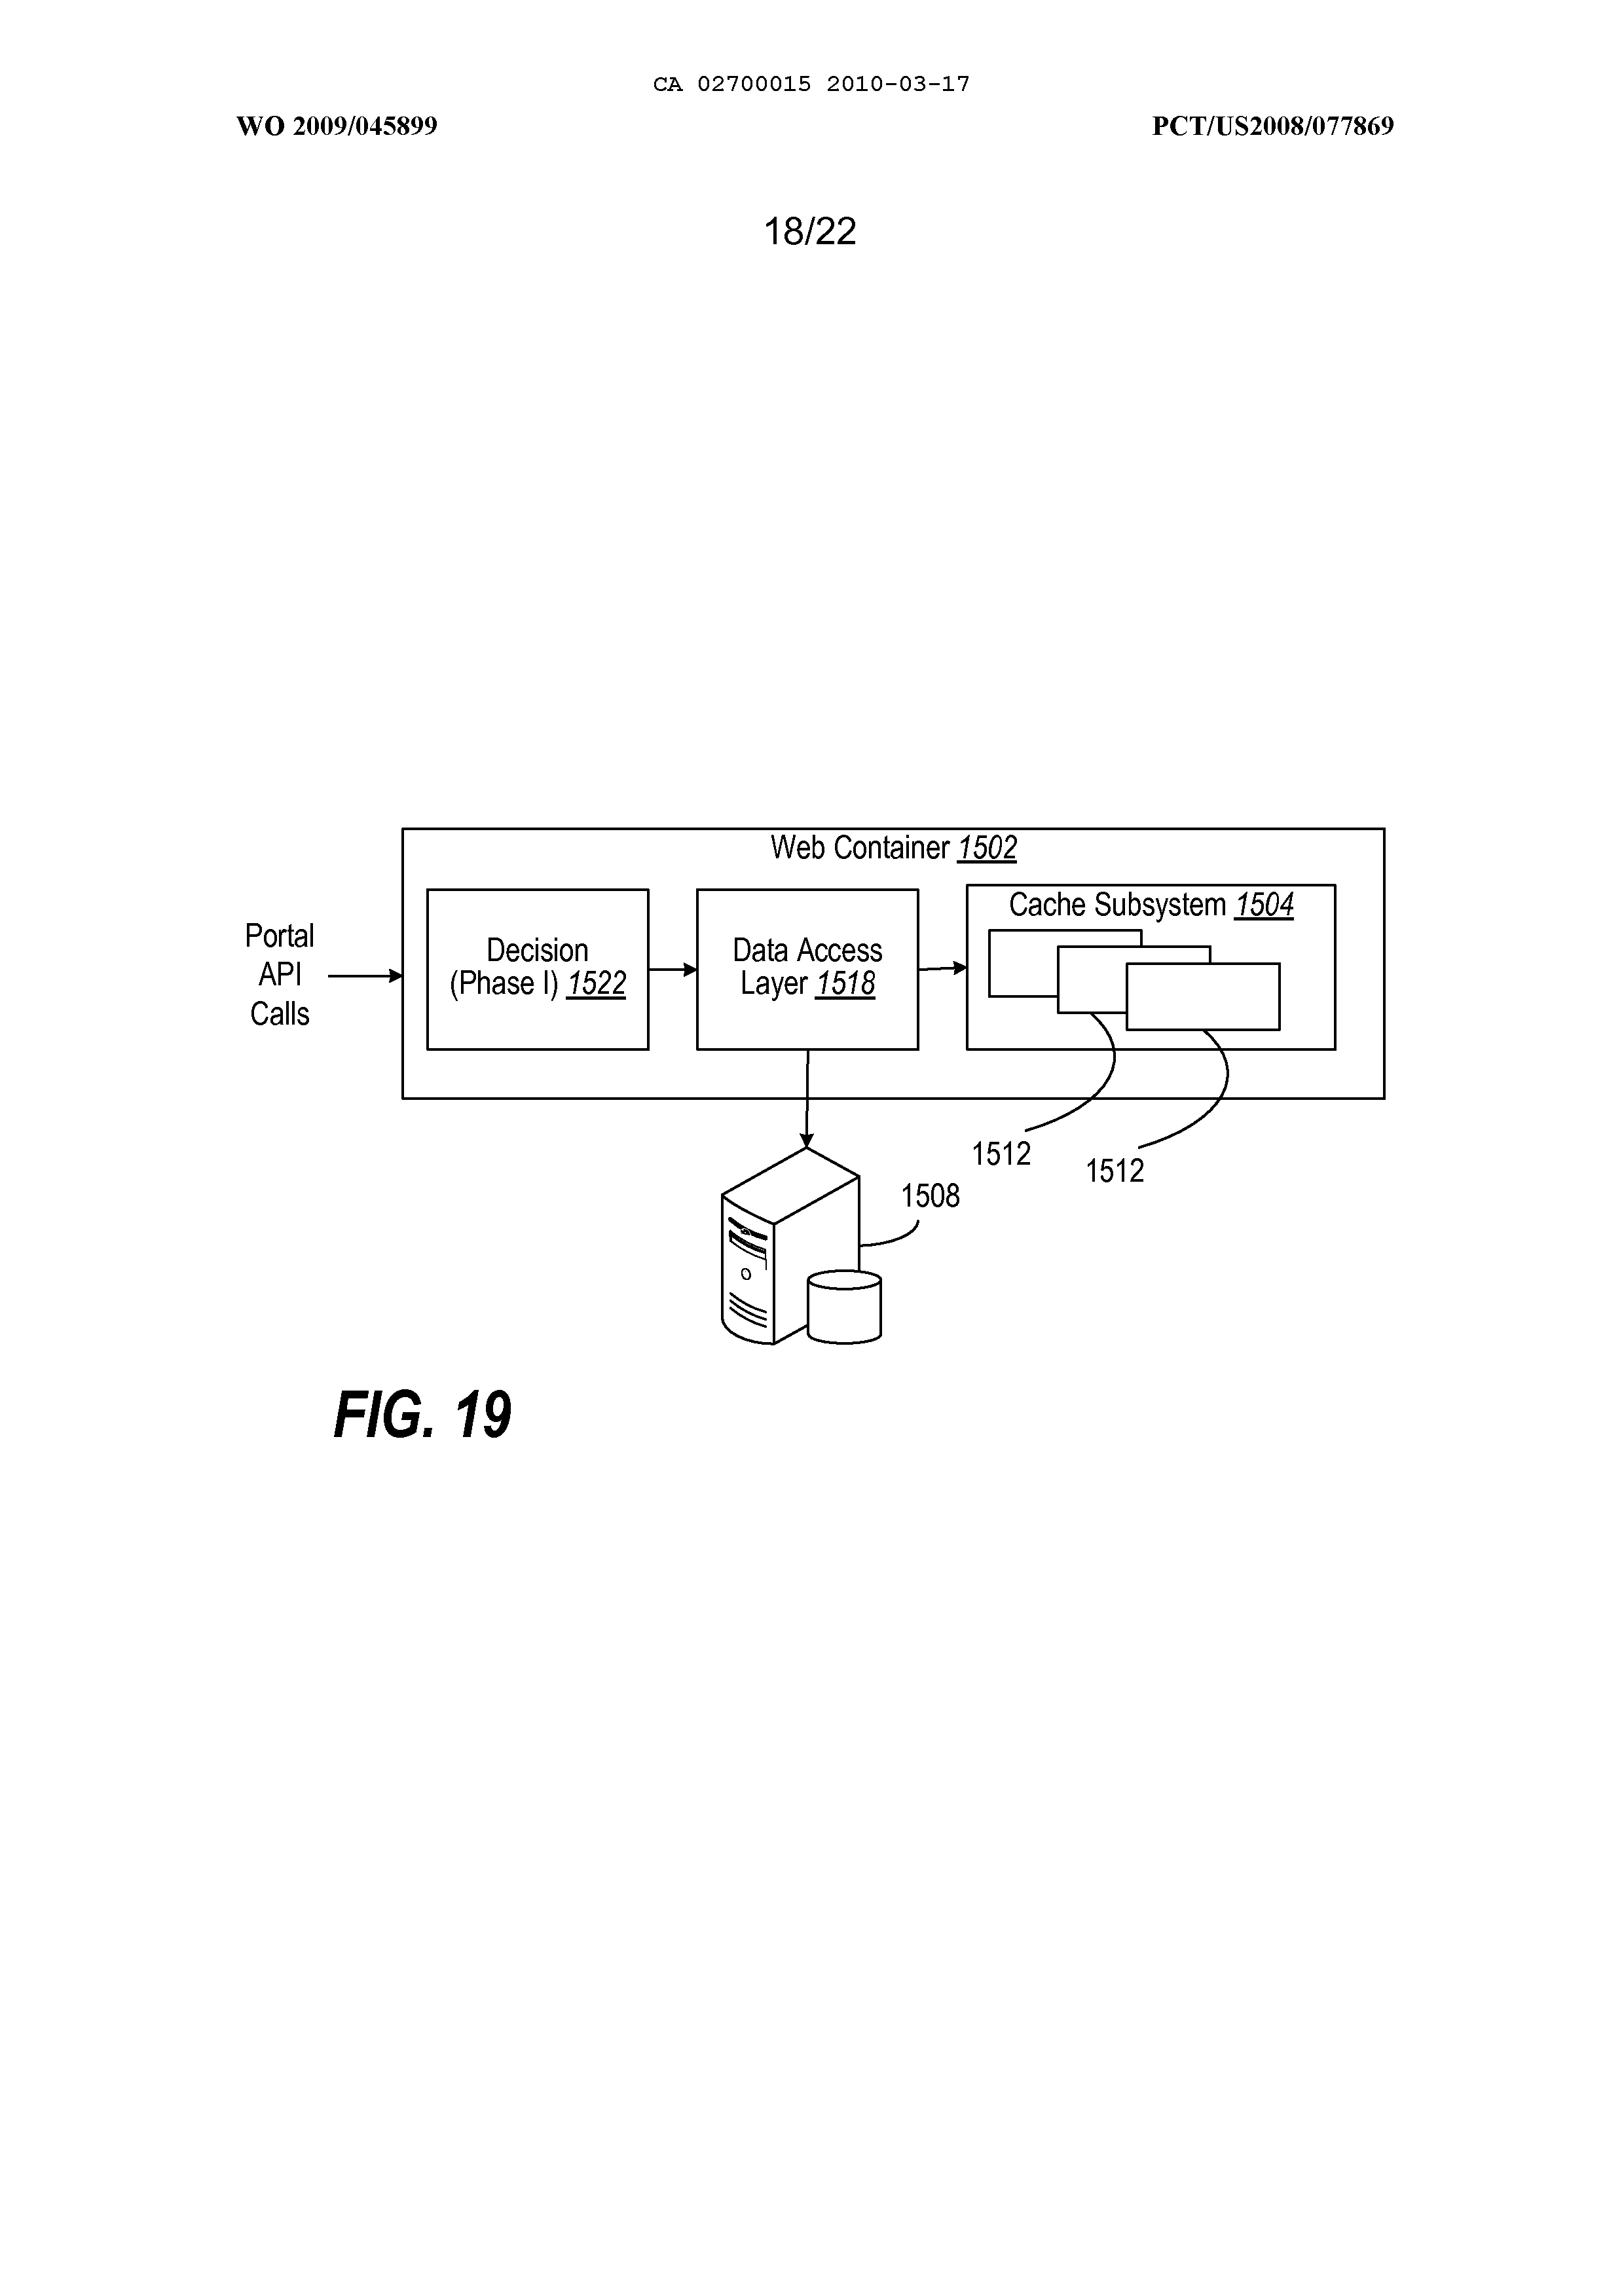 CA 02700015 2010-03-17
WO 2009/045899
PCT/US2008/077869
18/22
Web Container 1502
Cache Subsystem 1504
Portal
API
Calls
Decision
(Phase I) 1522
Data Access
Layer 1518
1512
1512
1508
FIG. 19